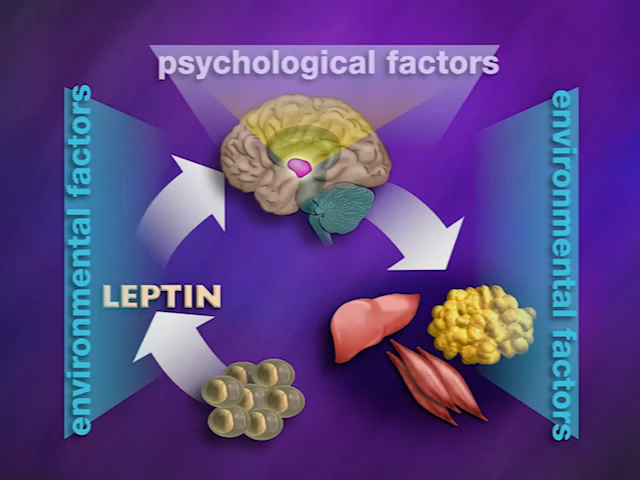 psychological factors
environmental factors
environmental factors
LEPTIN